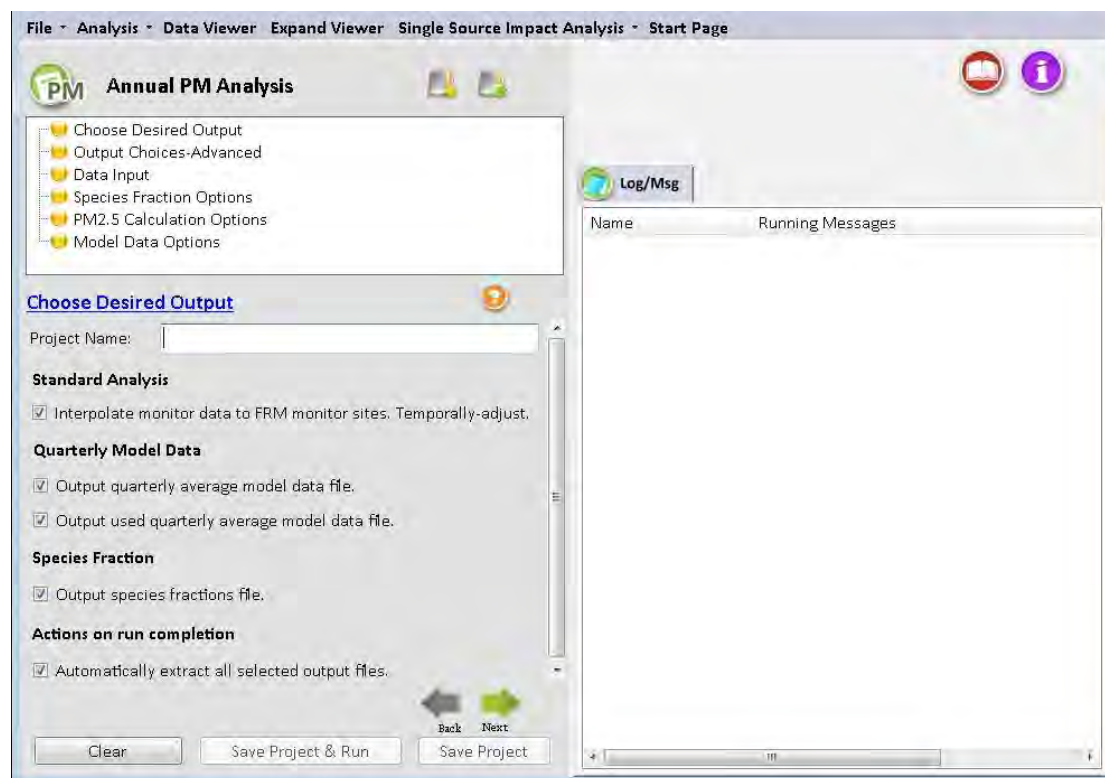 File Analysis Data Viewer Expand Viewer Single Source Impact Analysis Start Page
PM Annual PM Analysis
Choose Desired Output
Output Choices-Advanced
Data Input
Species Fraction Options
PM2.5 Calculation Options
Model Data Options
Choose Desired Output
Project Name:
Standard Analysis
Interpolate monitor data to FRM monitor sites. Temporally-adjust.
Quarterly Model Data
Output quarterly average model data file.
Output used quarterly average model data file.
Species Fraction
Output species fractions file.
Actions on run completion
Automatically extract all selected output files.
Back Next
Clear Save Project & Run Save Project
i
Log/Msg
Name Running Messages